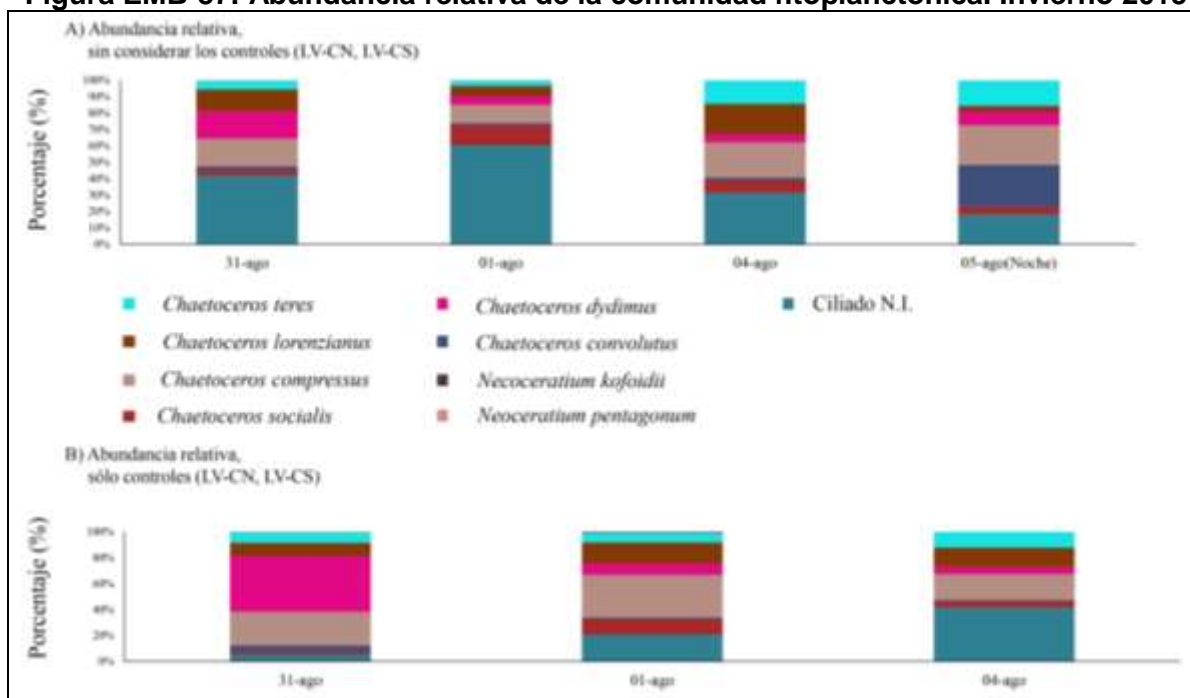 Figura EMB-37. Abundancia relativa de la comunidad fitoplanctónica. Invierno 2013
A) Abundancia relativa,
sin considerar los controles (LV-CN, LV-CS)
Porcentaje (%)
100%
90%
80%
70%
60%
50%
40%
30%
20%
10%
0%
31-ago
01-ago
04-ago
05-ago(Noche)
Chaetoceros teres
Chaetoceros dydimus
Ciliado N.I.
Chaetoceros lorenzianus
Chaetoceros convolutus
Chaetoceros compressus
Necoceratium kofoidii
Chaetoceros socialis
Neoceratium pentagonum
B) Abundancia relativa,
sólo controles (LV-CN, LV-CS)
Porcentaje (%)
100%
80%
60%
40%
20%
0%
31-ago
01-ago
04-ago